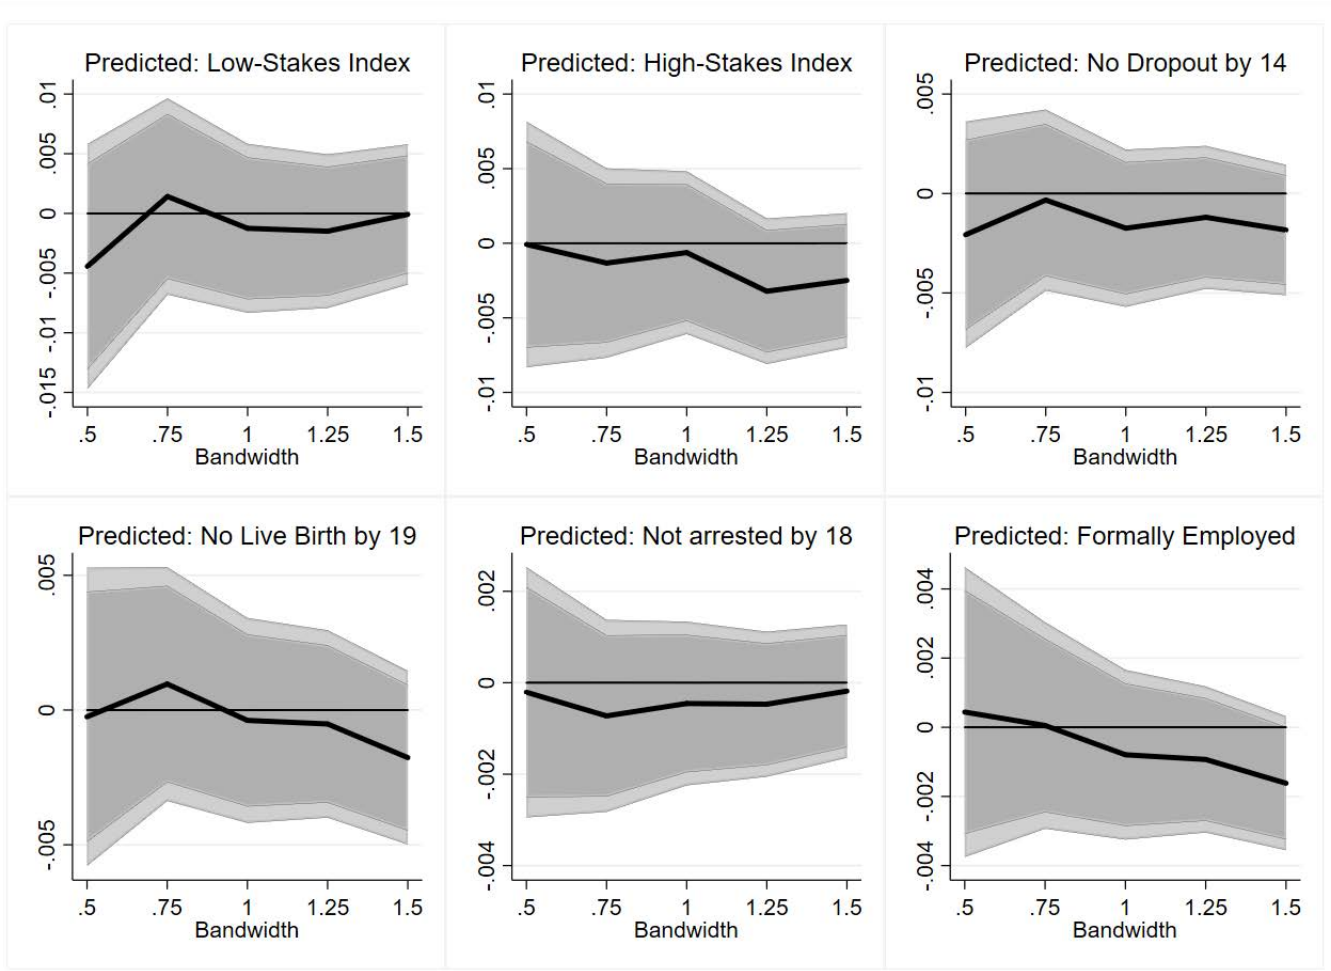 Predicted: Low-Stakes Index
.01
.005
0
-.005
-.01
-.015
.5 .75 1 1.25 1.5
Bandwidth
Predicted: High-Stakes Index
.01
.005
0
-.005
-.01
.5 .75 1 1.25 1.5
Bandwidth
Predicted: No Dropout by 14
.005
0
-.005
-.01
.5 .75 1 1.25 1.5
Bandwidth
Predicted: No Live Birth by 19
.005
0
-.005
.5 .75 1 1.25 1.5
Bandwidth
Predicted: Not arrested by 18
.002
0
-.002
-.004
.5 .75 1 1.25 1.5
Bandwidth
Predicted: Formally Employed
.004
.002
0
-.002
-.004
.5 .75 1 1.25 1.5
Bandwidth